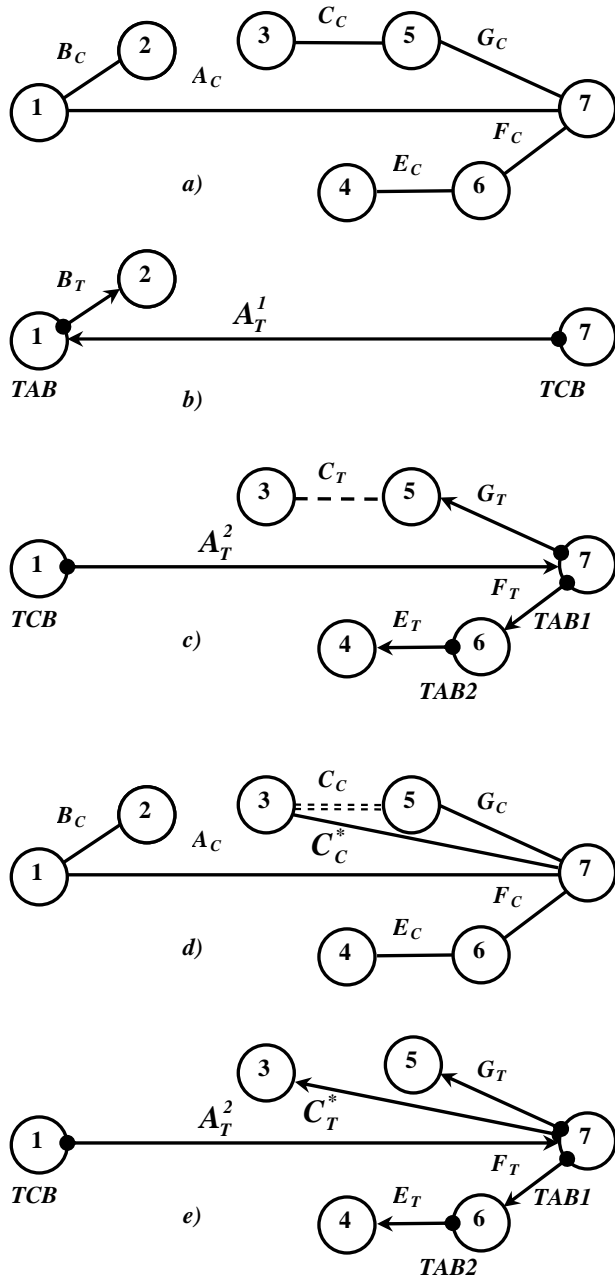 3 C_C 5 G_C
B_C 2 A_C
1 7
F_C
4 E_C 6
a)
B_T 2
1 A_T^1 7
TAB TCB
b)
3 C_T 5 G_T
1 A_T^2 7
TCB F_T TAB1
4 E_T 6
c) TAB2
3 C_C 5 G_C
B_C 2 A_C C_C^*
1 7
F_C
4 E_C 6
d)
3 5 G_T
1 A_T^2 C_T^* 7
TCB F_T TAB1
4 E_T 6
e) TAB2